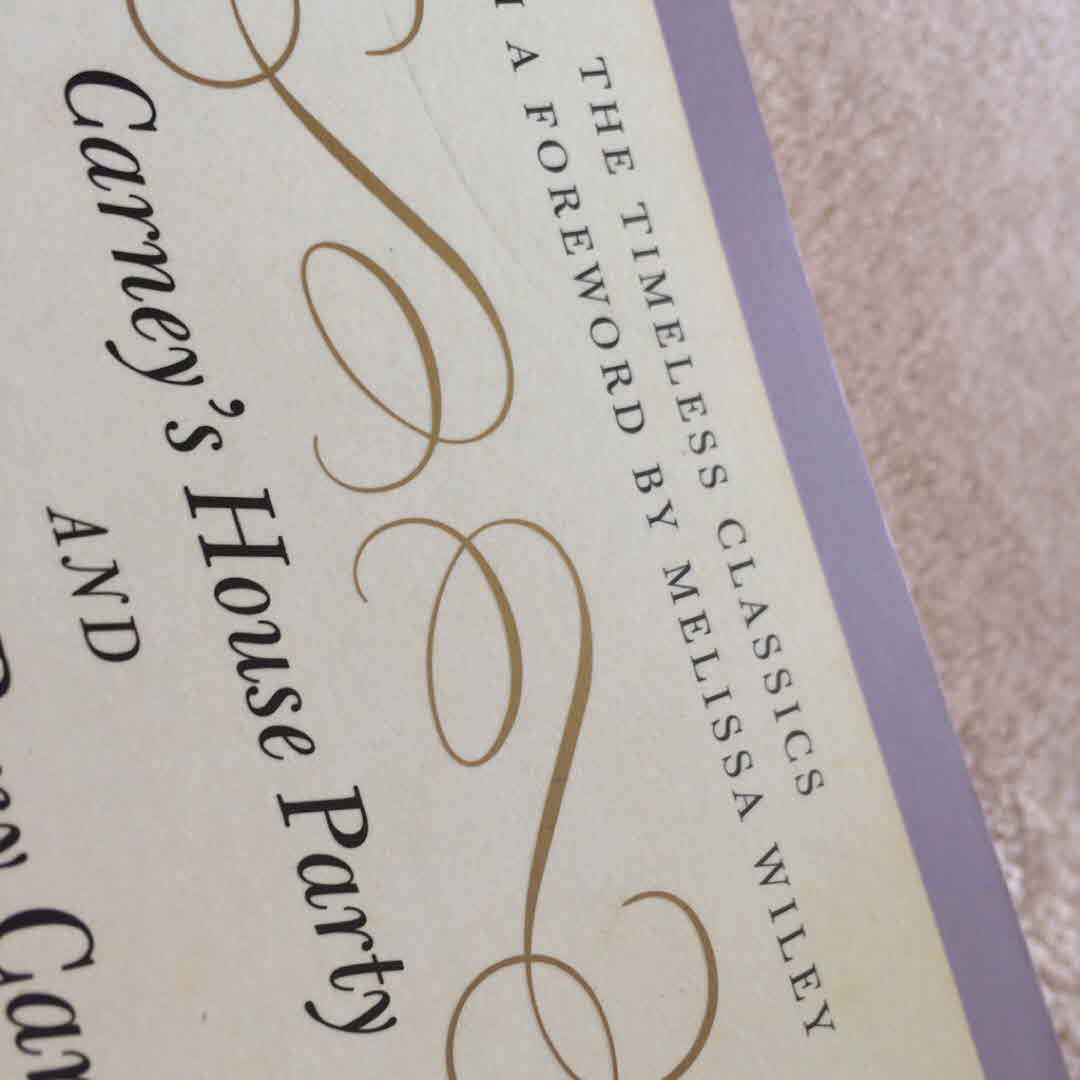 THE TIMELESS CLASSICS
A FOREWORD BY MELISSA WILEY
Carney's House Party
AND